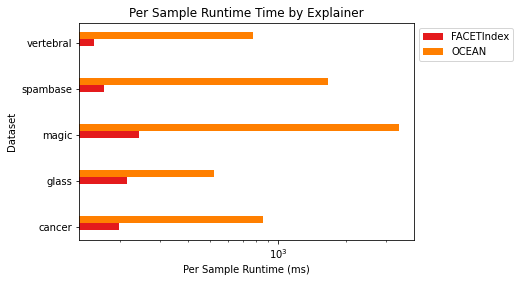 Per Sample Runtime Time by Explainer
FACETIndex
OCEAN
Dataset
vertebral
spambase
magic
glass
cancer
10³
Per Sample Runtime (ms)